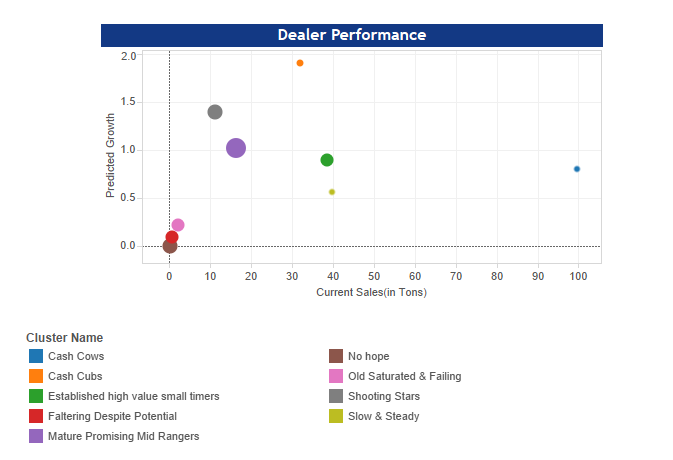 Dealer Performance
2.0
1.5
1.0
0.5
0.0
Predicted Growth
0 10 20 30 40 50 60 70 80 90 100
Current Sales(in Tons)
Cluster Name
Cash Cows
Cash Cubs
Established high value small timers
Faltering Despite Potential
Mature Promising Mid Rangers
No hope
Old Saturated & Failing
Shooting Stars
Slow & Steady